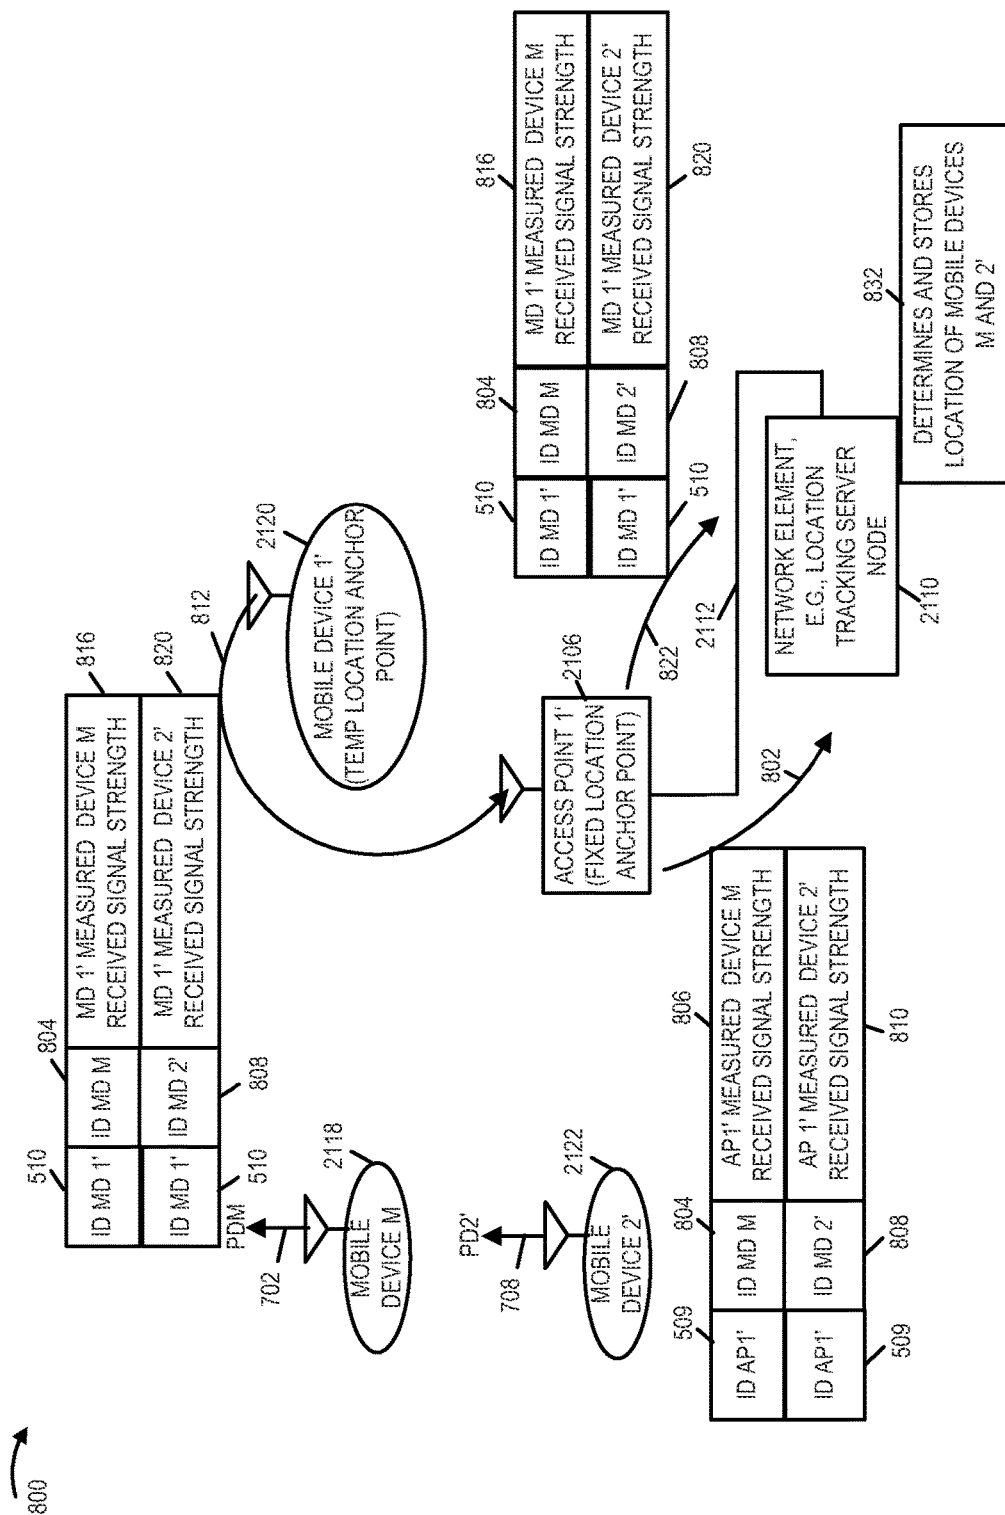 800
510
804
816
ID MD 1'
ID MD M
MD 1' MEASURED DEVICE M
RECEIVED SIGNAL STRENGTH
ID MD 1'
ID MD 2'
MD 1' MEASURED DEVICE 2'
RECEIVED SIGNAL STRENGTH
510
808
820
812
PDM
702
2118
MOBILE
DEVICE M
2120
MOBILE DEVICE 1'
(TEMP LOCATION ANCHOR
POINT)
PD2'
708
2122
MOBILE
DEVICE 2'
2106
ACCESS POINT 1'
(FIXED LOCATION
ANCHOR POINT)
510
804
816
ID MD 1'
ID MD M
MD 1' MEASURED DEVICE M
RECEIVED SIGNAL STRENGTH
ID MD 1'
ID MD 2'
MD 1' MEASURED DEVICE 2'
RECEIVED SIGNAL STRENGTH
510
808
820
822
2112
802
509
804
806
ID AP1'
ID MD M
AP1' MEASURED DEVICE M
RECEIVED SIGNAL STRENGTH
ID AP1'
ID MD 2'
AP 1' MEASURED DEVICE 2'
RECEIVED SIGNAL STRENGTH
509
808
810
NETWORK ELEMENT,
E.G., LOCATION
TRACKING SERVER
NODE
2110
832
DETERMINES AND STORES
LOCATION OF MOBILE DEVICES
M AND 2'